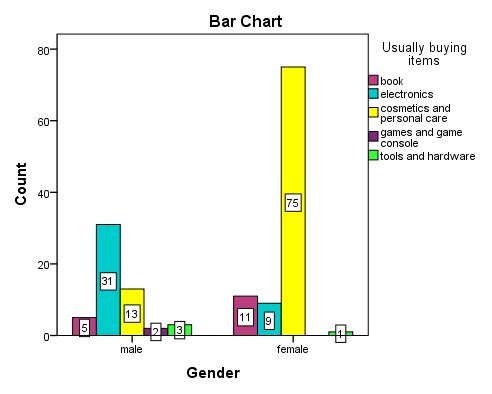 Bar Chart
Usually buying
items
book
electronics
cosmetics and
personal care
games and game
console
tools and hardware
Count
80
60
40
20
0
5
31
13
2
3
11
9
75
1
male
female
Gender